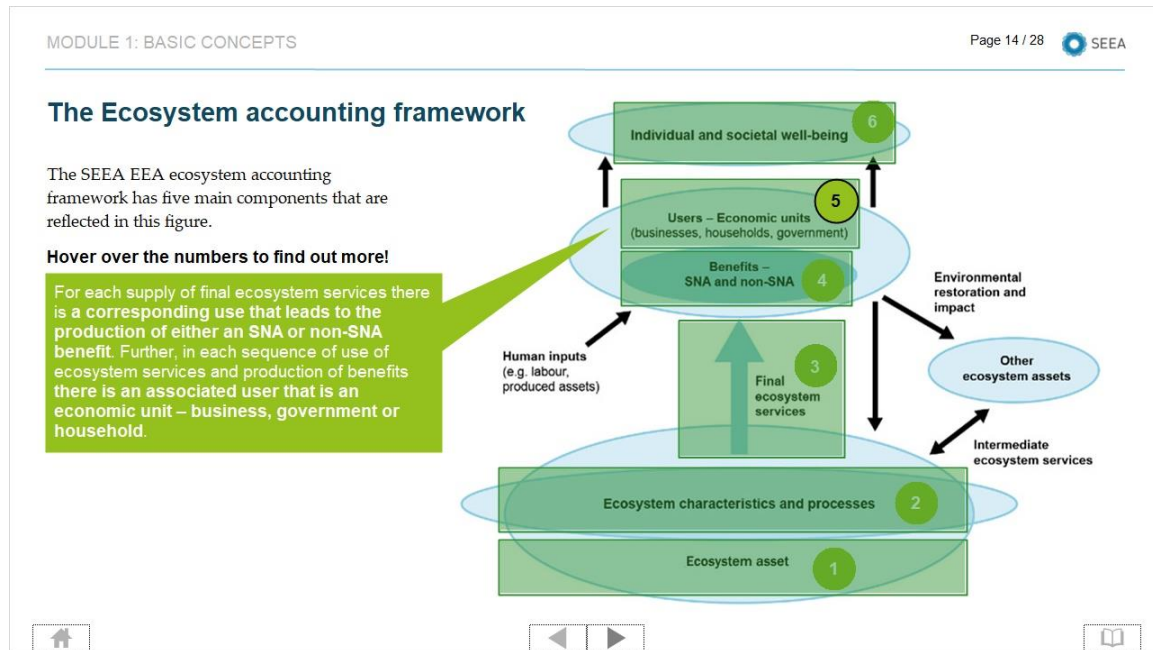 MODULE 1: BASIC CONCEPTS
Page 14 / 28
SEEA
The Ecosystem accounting framework
The SEEA EEA ecosystem accounting
framework has five main components that are
reflected in this figure.
Hover over the numbers to find out more!
For each supply of final ecosystem services there
is a corresponding use that leads to the
production of either an SNA or non-SNA
benefit. Further, in each sequence of use of
ecosystem services and production of benefits
there is an associated user that is an
economic unit – business, government or
household.
Individual and societal well-being
6
5
Users – Economic units
(businesses, households, government)
Benefits –
SNA and non-SNA
4
Environmental
restoration and
impact
Human inputs
(e.g. labour,
produced assets)
3
Final
ecosystem
services
Other
ecosystem assets
Intermediate
ecosystem services
Ecosystem characteristics and processes
2
Ecosystem asset
1